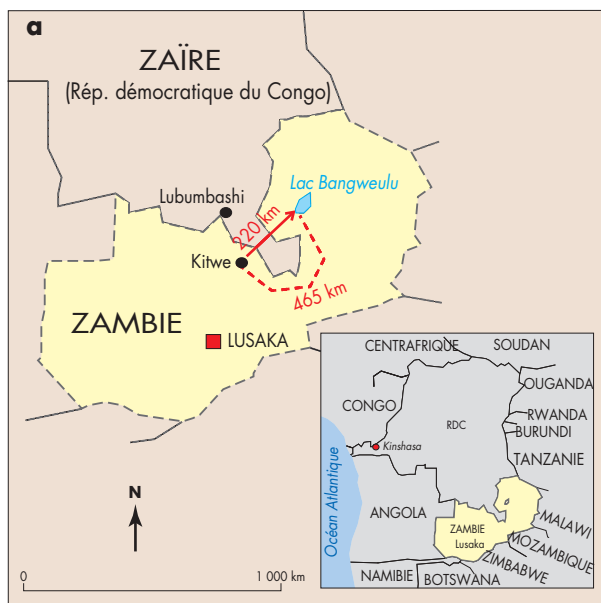 a
ZAÏRE
(Rép. démocratique du Congo)
Lac Bangweulu
Lubumbashi
220 km
Kitwe
465 km
ZAMBIE
LUSAKA
N
0
1 000 km
CENTRAFRIQUE
SOUDAN
OUGANDA
CONGO
RWANDA
RDC
BURUNDI
Kinshasa
TANZANIE
Océan Atlantique
ANGOLA
MALAWI
ZAMBIE
Lusaka
MOZAMBIQUE
ZIMBABWE
NAMIBIE
BOTSWANA